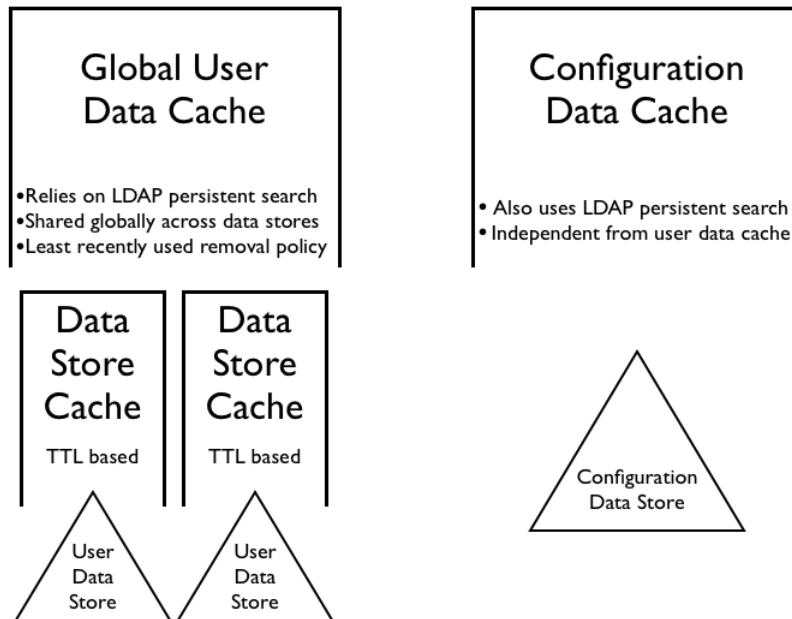 Global User
Data Cache
•Relies on LDAP persistent search
•Shared globally across data stores
•Least recently used removal policy
Configuration
Data Cache
• Also uses LDAP persistent search
• Independent from user data cache
Data
Store
Cache
TTL based
Data
Store
Cache
TTL based
User
Data
Store
User
Data
Store
Configuration
Data Store